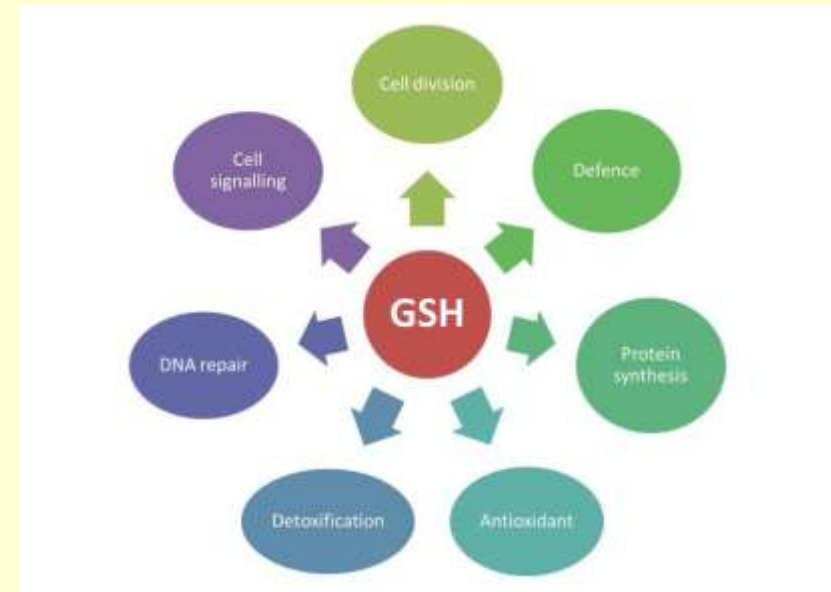 Cell division
Defence
Protein
synthesis
Antioxidant
Detoxification
DNA repair
Cell
signalling
GSH